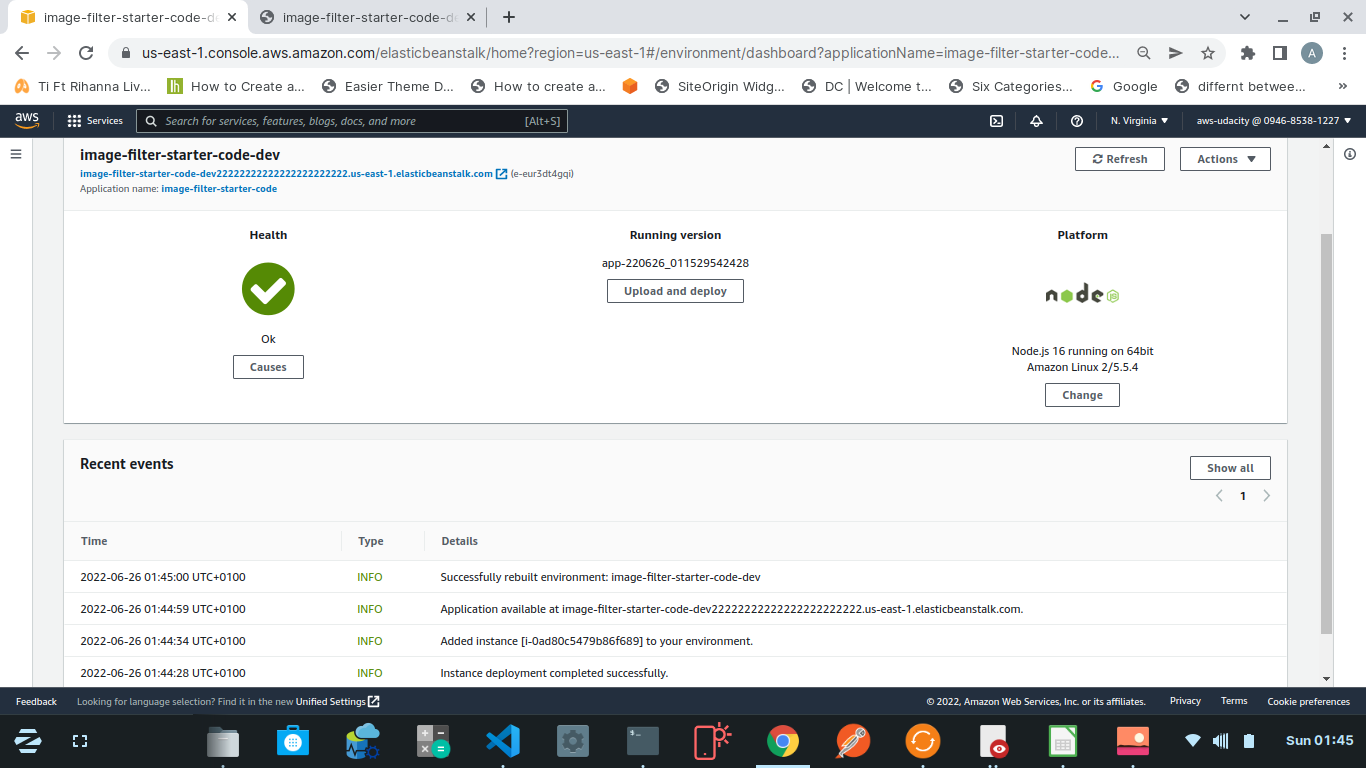 image-filter-starter-code-de
image-filter-starter-code-de
us-east-1.console.aws.amazon.com/elasticbeanstalk/home?region=us-east-1#/environment/dashboard?applicationName=image-filter-starter-code...
A
Ti Ft Rihanna Liv...
h
How to Create a...
Easier Theme D...
How to create a...
SiteOrigin Widg...
DC | Welcome t...
Six Categories...
Google
differnt betwee...
»
aws
Services
Search for services, features, blogs, docs, and more
[Alt+S]
N. Virginia
aws-udacity @ 0946-8538-1227
image-filter-starter-code-dev
Refresh
Actions
image-filter-starter-code-dev22222222222222222222222.us-east-1.elasticbeanstalk.com (e-eur3dt4gqi)
Application name: image-filter-starter-code
Health
Running version
Platform
app-220626_011529542428
Upload and deploy
node JS
Ok
Causes
Node.js 16 running on 64bit
Amazon Linux 2/5.5.4
Change
Recent events
Show all
1
Time
Type
Details
2022-06-26 01:45:00 UTC+0100
INFO
Successfully rebuilt environment: image-filter-starter-code-dev
2022-06-26 01:44:59 UTC+0100
INFO
Application available at image-filter-starter-code-dev22222222222222222222222.us-east-1.elasticbeanstalk.com.
2022-06-26 01:44:34 UTC+0100
INFO
Added instance [i-0ad80c5479b86f689] to your environment.
2022-06-26 01:44:28 UTC+0100
INFO
Instance deployment completed successfully.
Feedback
Looking for language selection? Find it in the new Unified Settings
© 2022, Amazon Web Services, Inc. or its affiliates.
Privacy
Terms
Cookie preferences
Sun 01:45